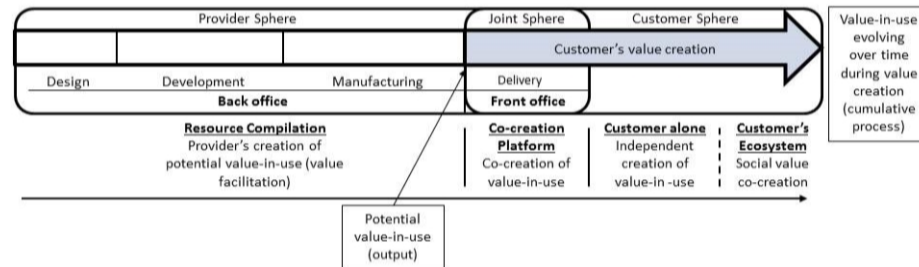 Provider Sphere
Joint Sphere
Customer Sphere
Customer's value creation
Design
Development
Manufacturing
Delivery
Back office
Front office
Resource Compilation
Provider's creation of
potential value-in-use (value
facilitation)
Co-creation
Platform
Co-creation of
value-in-use
Customer alone
Independent
creation of
value-in -use
Customer's
Ecosystem
Social value
co-creation
Potential
value-in-use
(output)
Value-in-use
evolving
over time
during value
creation
(cumulative
process)